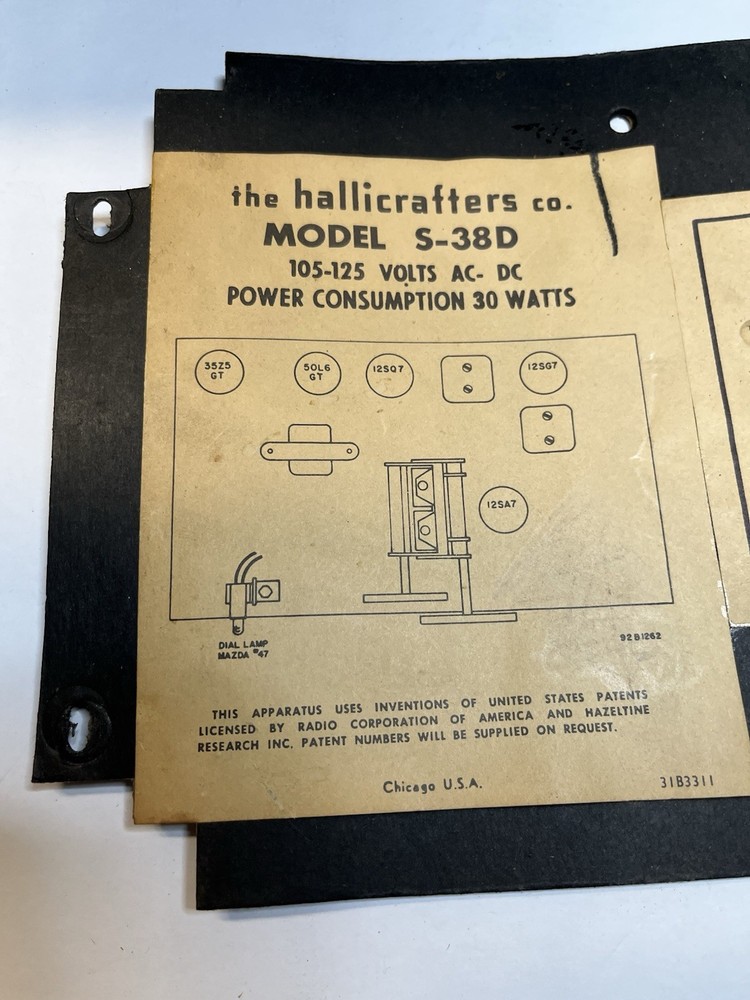 the hallicrafters co.
MODEL S-38D
105-125 VOLTS AC- DC
POWER CONSUMPTION 30 WATTS
35Z5
GT
50L6
GT
12SQ7
12SG7
12SA7
DIAL LAMP
MAZDA #47
92B1262
THIS APPARATUS USES INVENTIONS OF UNITED STATES PATENTS
LICENSED BY RADIO CORPORATION OF AMERICA AND HAZELTINE
RESEARCH INC. PATENT NUMBERS WILL BE SUPPLIED ON REQUEST.
Chicago U.S.A.
31B3311